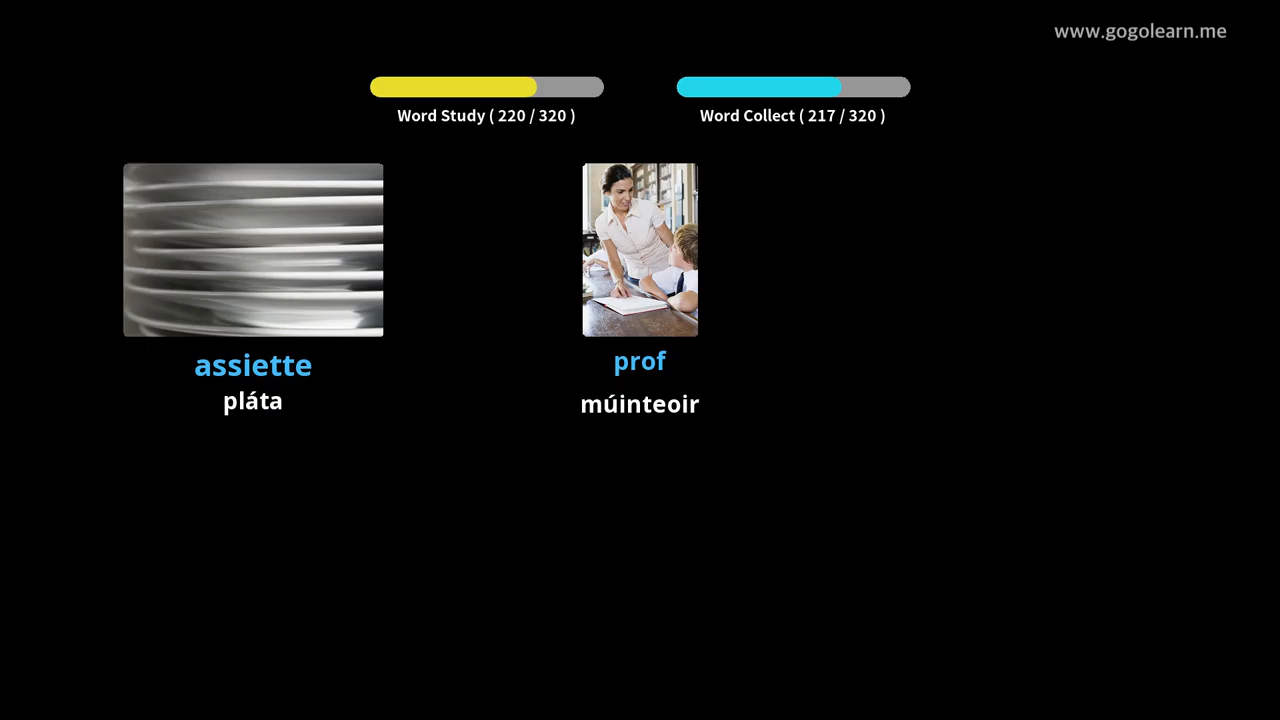 www.gogolearn.me
Word Study ( 220 / 320 )
Word Collect ( 217 / 320 )
assiette
pláta
prof
múinteoir